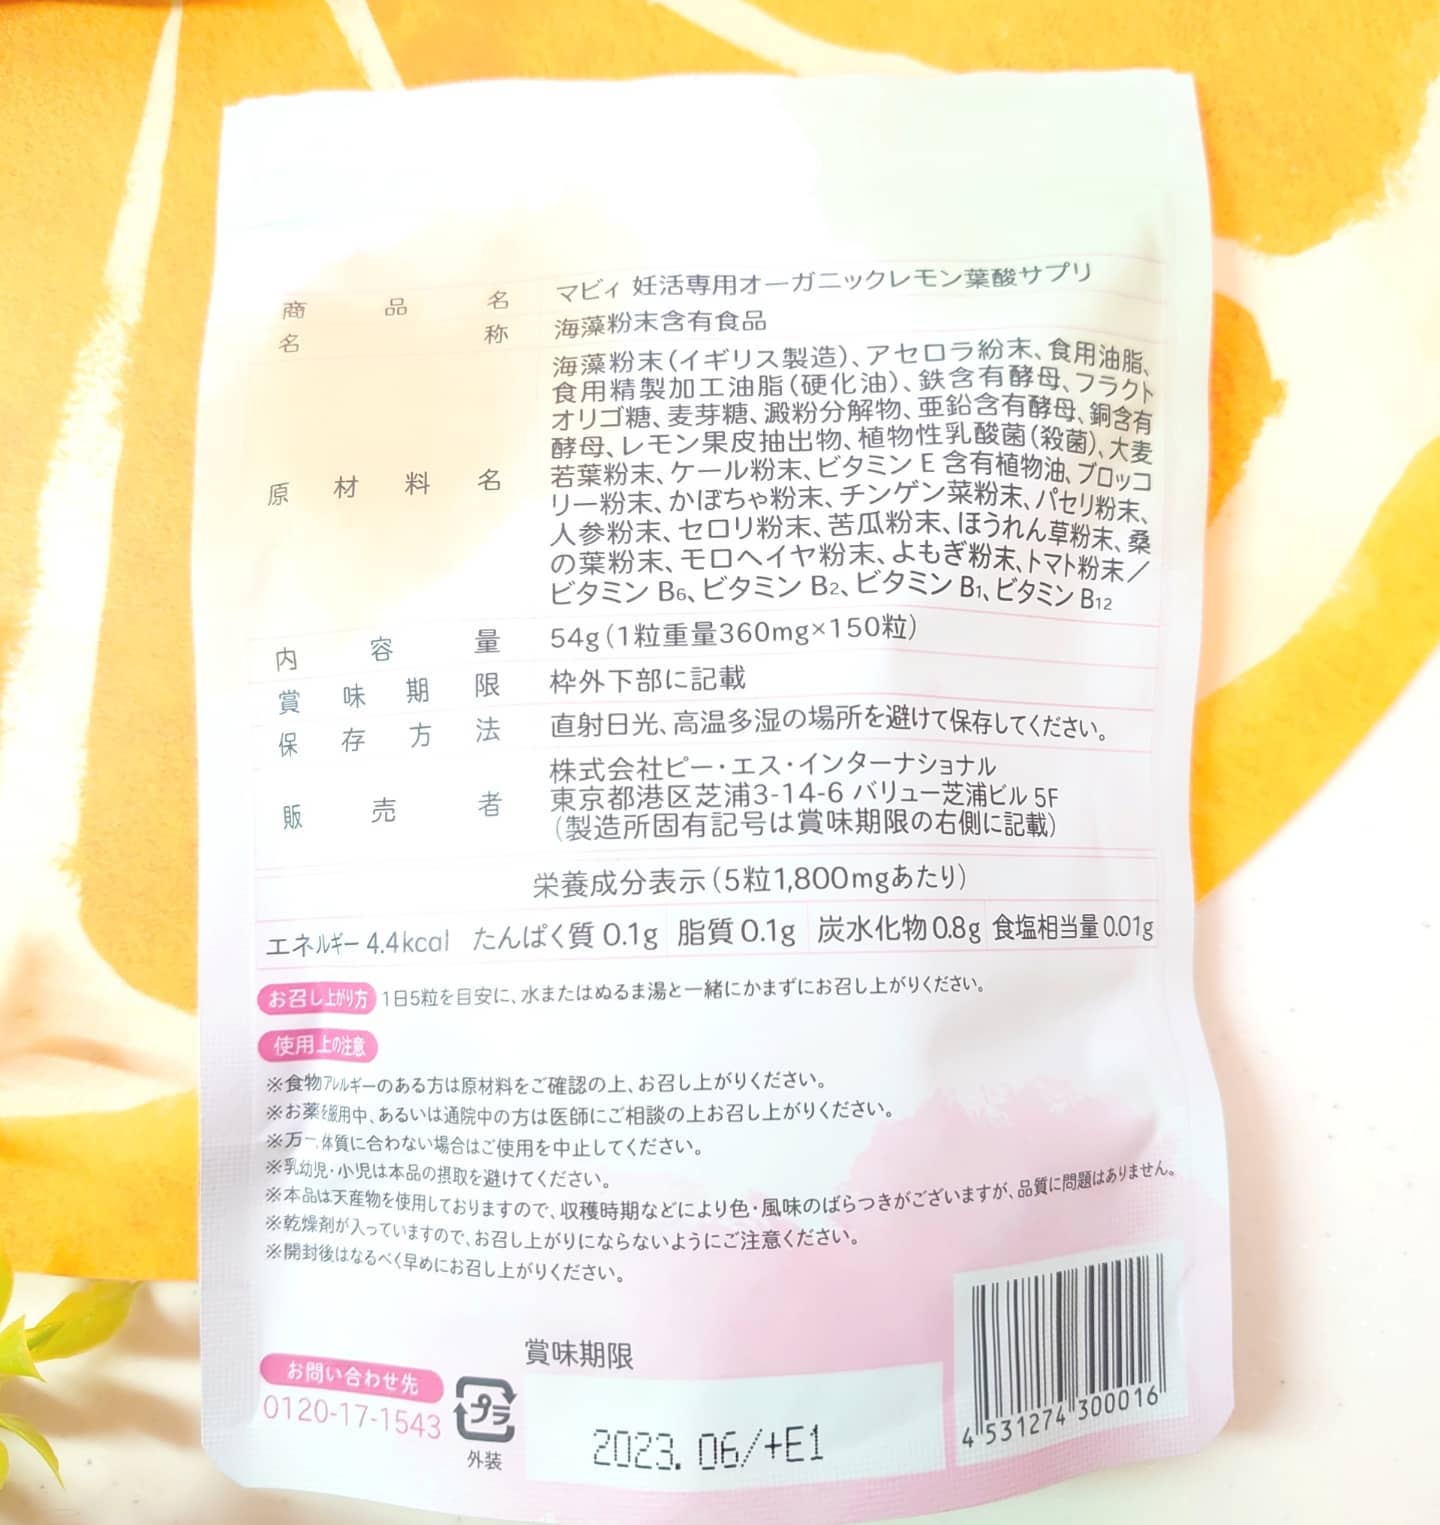 商品名 マビィ 妊活専用オーガニックレモン葉酸サプリ
名称 海藻粉末含有食品
原材料名 海藻粉末(イギリス製造)、アセロラ粉末、食用油脂、
食用精製加工油脂(硬化油)、鉄含有酵母、フラクト
オリゴ糖、麦芽糖、澱粉分解物、亜鉛含有酵母、銅含有
酵母、レモン果皮抽出物、植物性乳酸菌(殺菌)、大麦
若葉粉末、ケール粉末、ビタミンE含有植物油、ブロッコ
リー粉末、かぼちゃ粉末、チンゲン菜粉末、パセリ粉末、
人参粉末、セロリ粉末、苦瓜粉末、ほうれん草粉末、桑
の葉粉末、モロヘイヤ粉末、よもぎ粉末、トマト粉末/
ビタミンB6、ビタミンB2、ビタミンB1、ビタミンB12
内容量 54g(1粒重量360mg×150粒)
賞味期限 枠外下部に記載
保存方法 直射日光、高温多湿の場所を避けて保存してください。
販売者 株式会社ピー・エス・インターナショナル
東京都港区芝浦3-14-6 バリュー芝浦ビル 5F
(製造所固有記号は賞味期限の右側に記載)
栄養成分表示(5粒1,800mgあたり)
エネルギー 4.4kcal たんぱく質 0.1g 脂質 0.1g 炭水化物 0.8g 食塩相当量 0.01g
お召し上がり方 1日5粒を目安に、水またはぬるま湯と一緒にかまずにお召し上がりください。
使用上の注意
※食物アレルギーのある方は原材料をご確認の上、お召し上がりください。
※お薬を服用中、あるいは通院中の方は医師にご相談の上お召し上がりください。
※万一、体質に合わない場合はご使用を中止してください。
※乳幼児・小児は本品の摂取を避けてください。
※本品は天産物を使用しておりますので、収穫時期などにより色・風味のばらつきがございますが、品質に問題はありません。
※乾燥剤が入っていますので、お召し上がりにならないようにご注意ください。
※開封後はなるべく早めにお召し上がりください。
賞味期限
2023.06/+E1
お問い合わせ先
0120-17-1543
プラ
外装
4531274300016